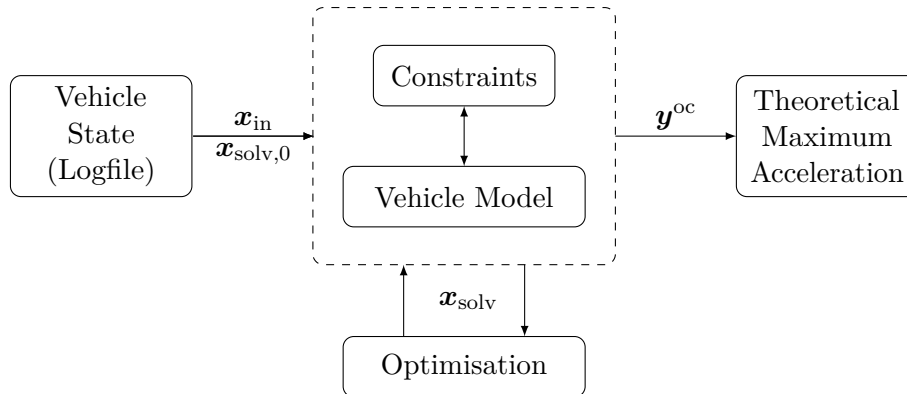 Vehicle
State
(Logfile)
x_in
x_solv,0
Constraints
Vehicle Model
y^oc
Theoretical
Maximum
Acceleration
x_solv
Optimisation